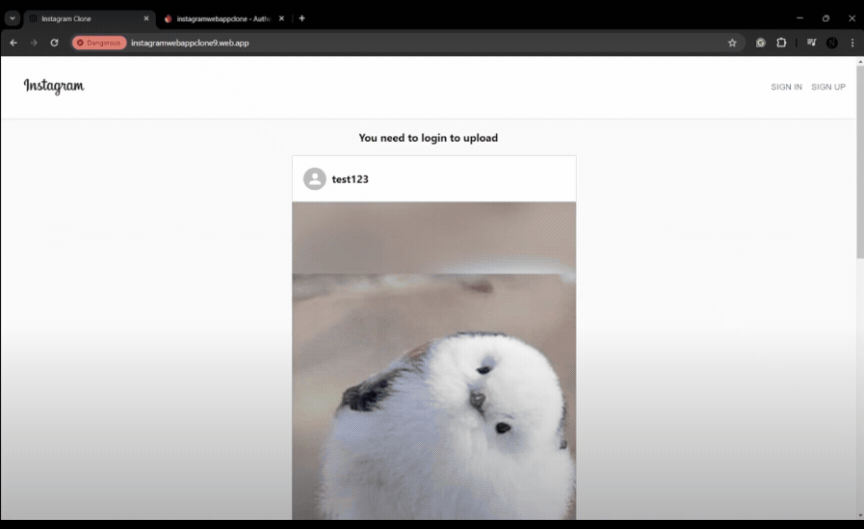 Instagram Clone
instagramwebappclone - Auth
Dangerous
instagramwebappclone9.web.app
Instagram
SIGN IN
SIGN UP
You need to login to upload
test123